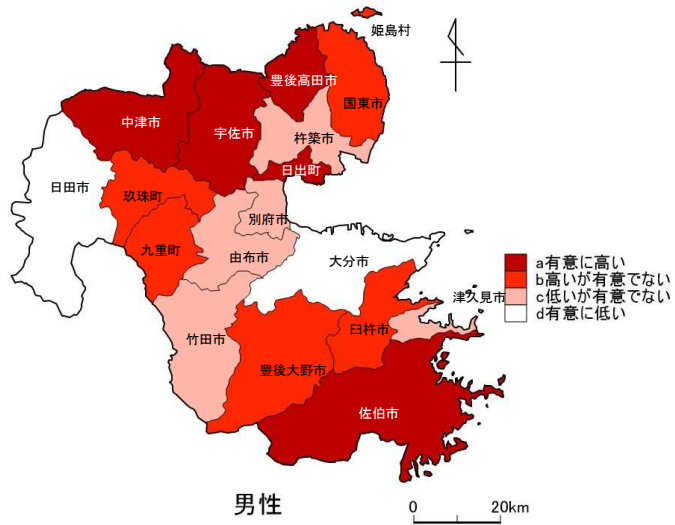 姫島村
豊後高田市
国東市
中津市
宇佐市
杵築市
日出町
日田市
玖珠町
別府市
九重町
由布市
大分市
a有意に高い
b高いが有意でない
c低いが有意でない
d有意に低い
津久見市
臼杵市
竹田市
豊後大野市
佐伯市
男性
0 20km